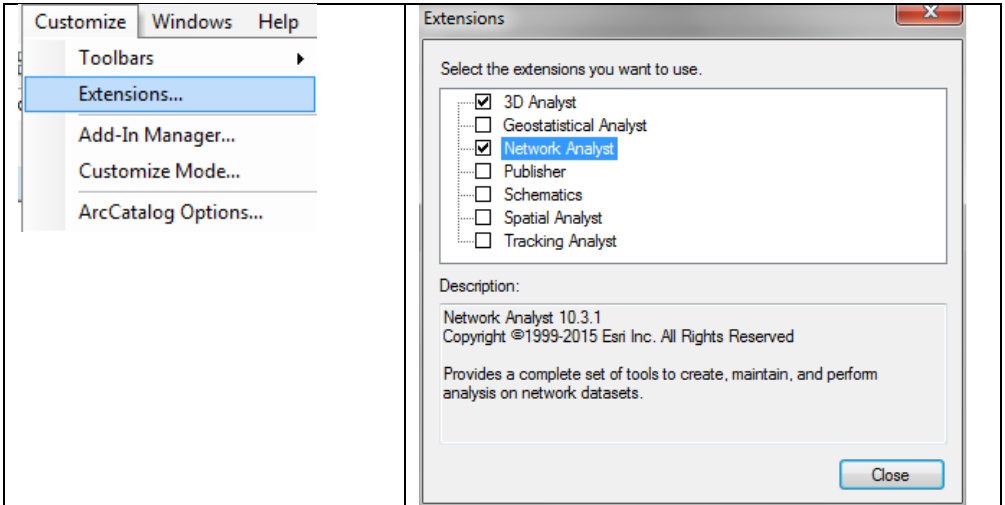 Customize Windows Help
Toolbars
Extensions...
Add-In Manager...
Customize Mode...
ArcCatalog Options...
Extensions
Select the extensions you want to use.
3D Analyst
Geostatistical Analyst
Network Analyst
Publisher
Schematics
Spatial Analyst
Tracking Analyst
Description:
Network Analyst 10.3.1
Copyright ©1999-2015 Esri Inc. All Rights Reserved
Provides a complete set of tools to create, maintain, and perform
analysis on network datasets.
Close